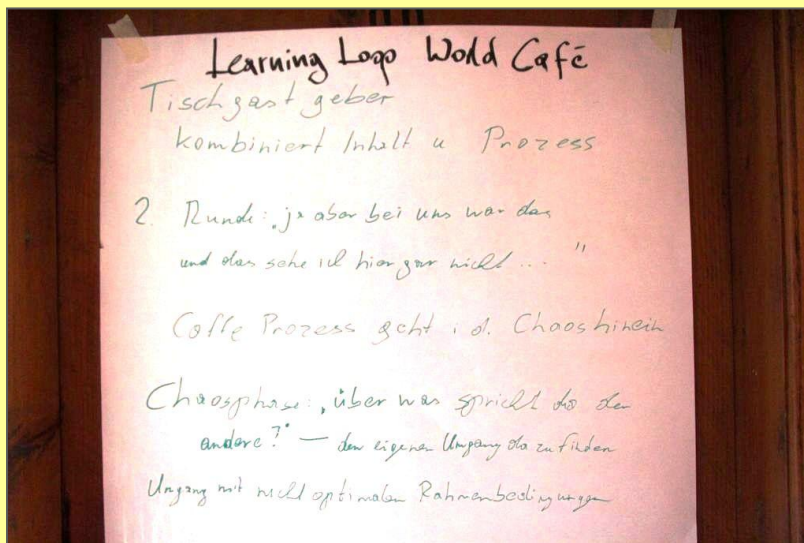 Learning Logo World Café
Tischgastgeber
kombiniert Inhalt u Prozess
2. Runde: „ja aber bei uns war das
und das sehe ich hier gar nicht ... "
Caffe Prozess geht i d. Chaos hinein
Chaosphase: „über was spricht da der
andere?" — den eigenen Umgang da zu finden
Umgang mit nicht optimalen Rahmenbedingungen